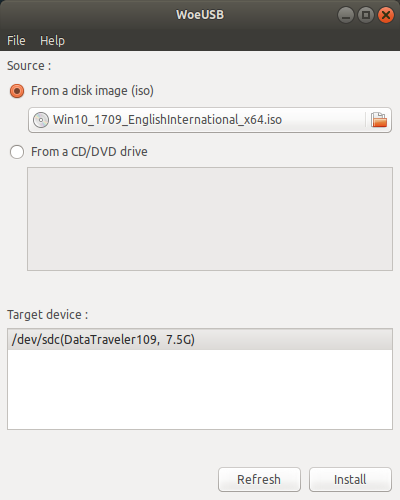 WoeUSB
File Help
Source :
From a disk image (iso)
Win10_1709_EnglishInternational_x64.iso
From a CD/DVD drive
Target device :
/dev/sdc(DataTraveler109, 7.5G)
Refresh Install